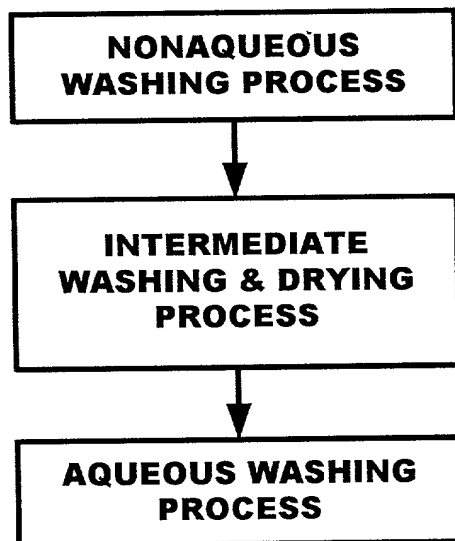 NONAQUEOUS
WASHING PROCESS
INTERMEDIATE
WASHING & DRYING
PROCESS
AQUEOUS WASHING
PROCESS